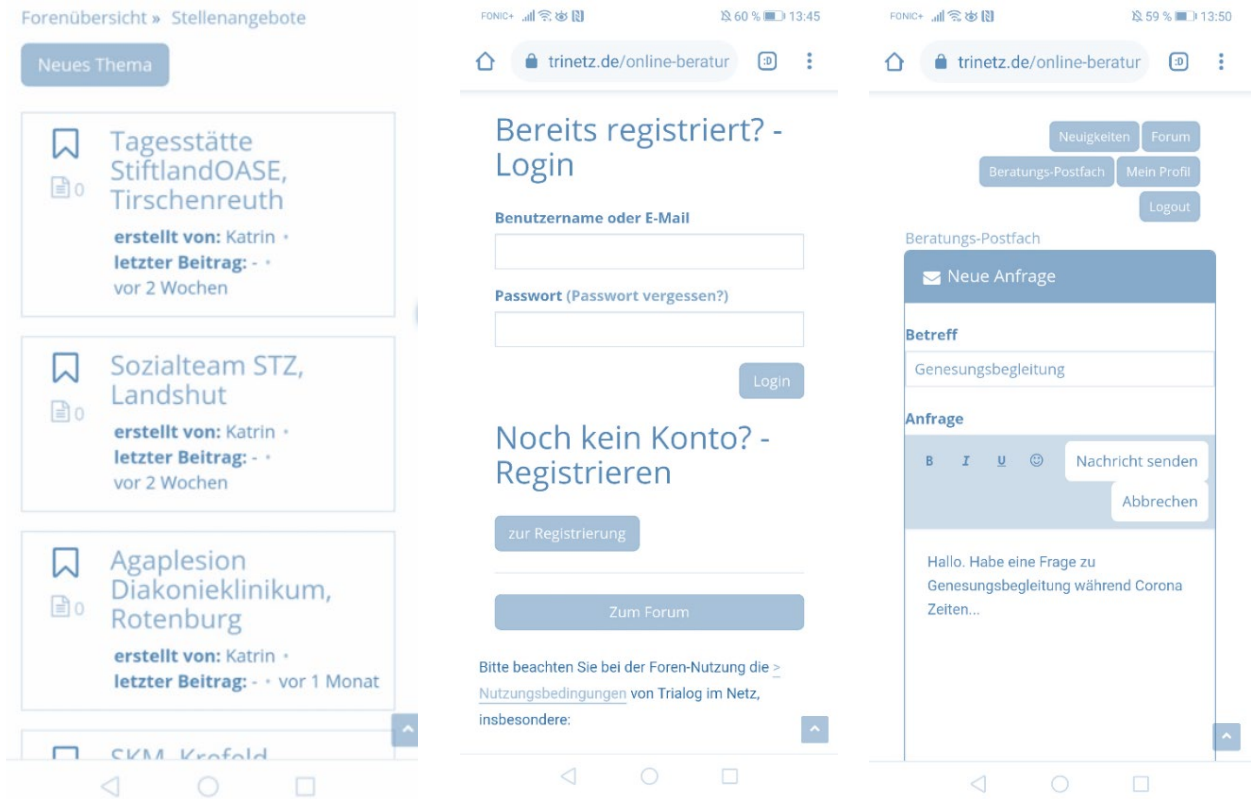 Forenübersicht » Stellenangebote
Neues Thema
Tagesstätte
StiftlandOASE,
Tirschenreuth
0
erstellt von: Katrin •
letzter Beitrag: - •
vor 2 Wochen
Sozialteam STZ,
Landshut
0
erstellt von: Katrin •
letzter Beitrag: - •
vor 2 Wochen
Agaplesion
Diakonieklinikum,
Rotenburg
0
erstellt von: Katrin •
letzter Beitrag: - • vor 1 Monat
SKM, Krefeld
FONIC+ 60 % 13:45
trinetz.de/online-beratur :D
Bereits registriert? -
Login
Benutzername oder E-Mail
Passwort (Passwort vergessen?)
Login
Noch kein Konto? -
Registrieren
zur Registrierung
Zum Forum
Bitte beachten Sie bei der Foren-Nutzung die >
Nutzungsbedingungen von Trialog im Netz,
insbesondere:
FONIC+ 59 % 13:50
trinetz.de/online-beratur :D
Neuigkeiten Forum
Beratungs-Postfach Mein Profil
Logout
Beratungs-Postfach
Neue Anfrage
Betreff
Genesungsbegleitung
Anfrage
B I U Nachricht senden
Abbrechen
Hallo. Habe eine Frage zu
Genesungsbegleitung während Corona
Zeiten...